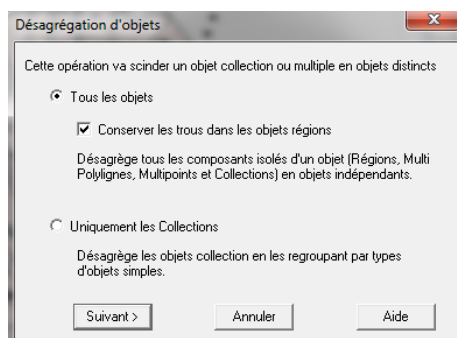 Désagrégation d'objets
Cette opération va scinder un objet collection ou multiple en objets distincts
Tous les objets
Conserver les trous dans les objets régions
Désagrège tous les composants isolés d'un objet (Régions, Multi
Polylignes, Multipoints et Collections) en objets indépendants.
Uniquement les Collections
Désagrège les objets collection en les regroupant par types
d'objets simples.
Suivant > Annuler Aide